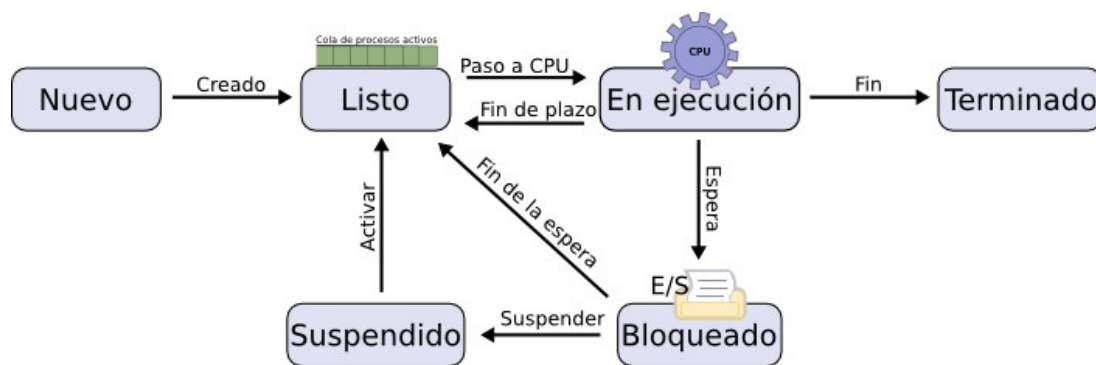 Cola de procesos activos
CPU
Nuevo
Creado
Listo
Paso a CPU
Fin de plazo
En ejecución
Fin
Terminado
Activar
Fin de la espera
Espera
E/S
Suspendido
Suspender
Bloqueado